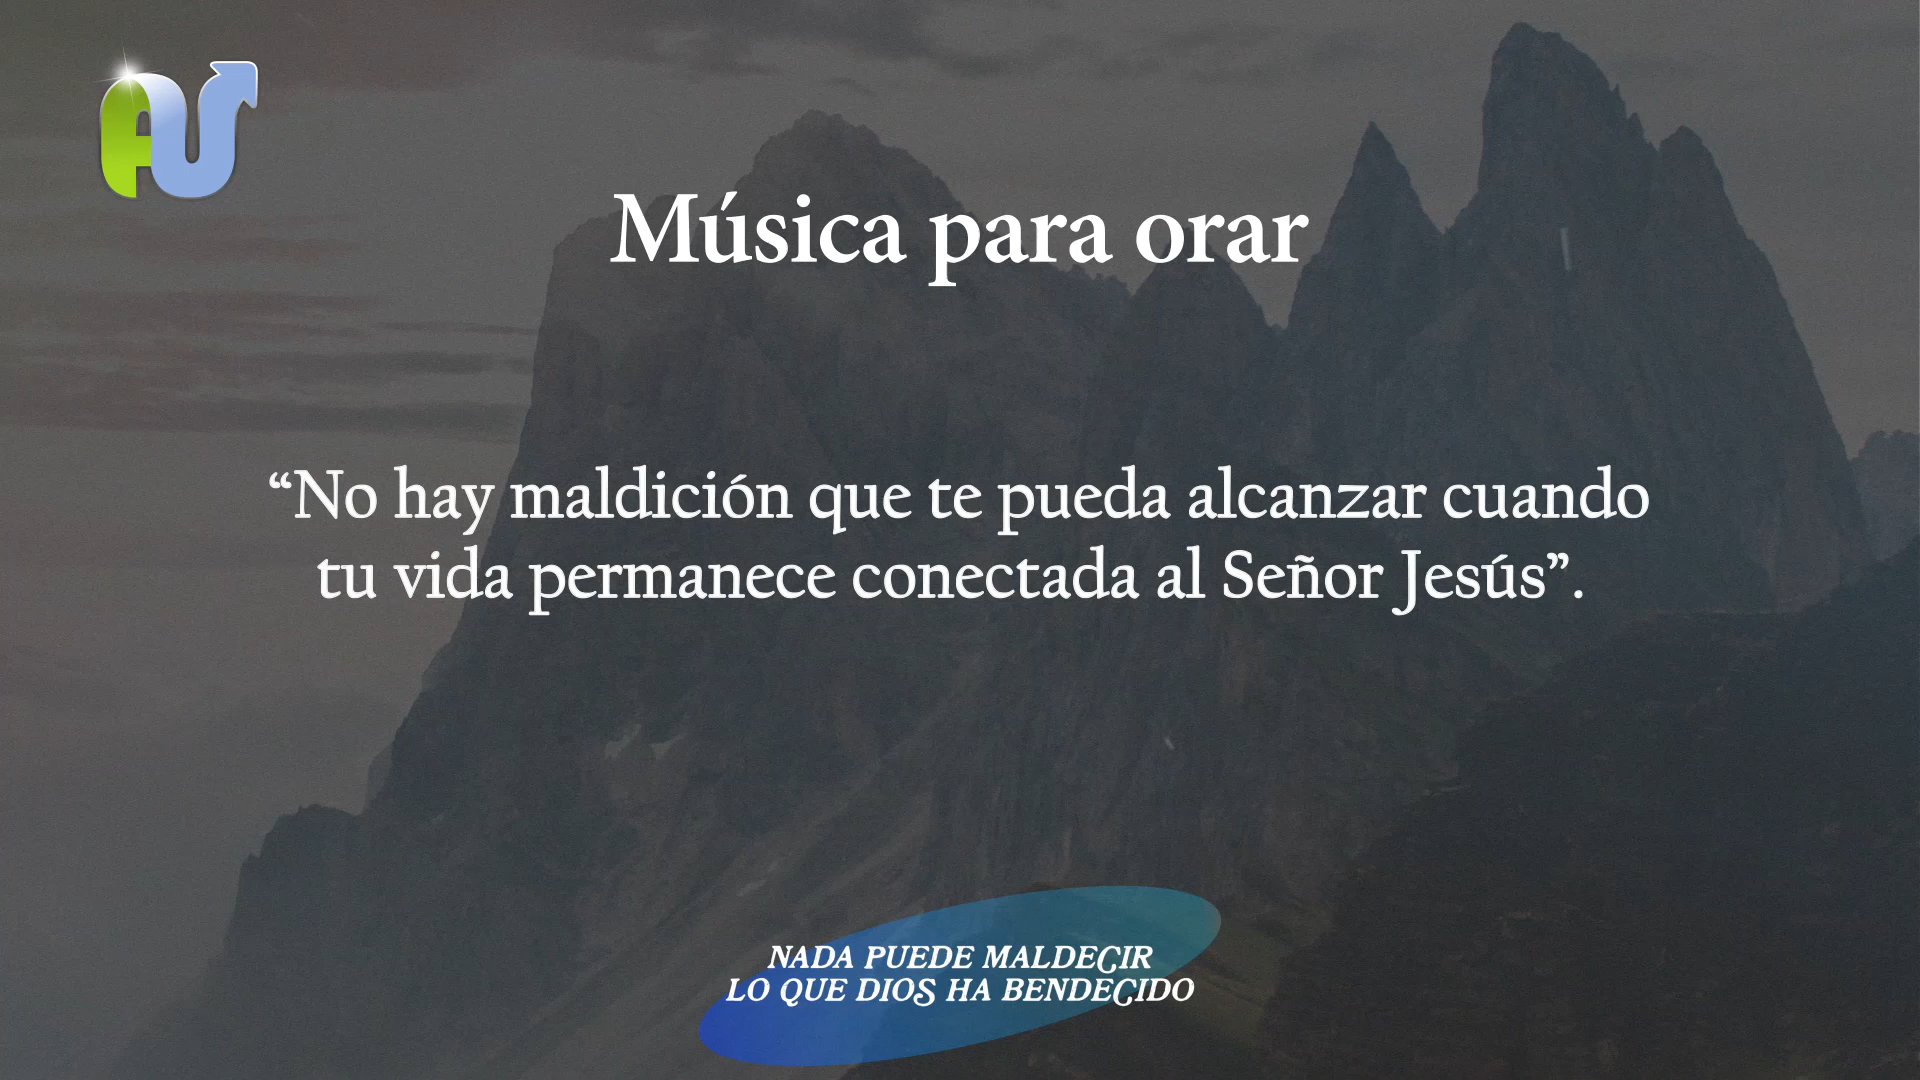 AU
Música para orar
“No hay maldición que te pueda alcanzar cuando
tu vida permanece conectada al Señor Jesús”.
NADA PUEDE MALDECIR
LO QUE DIOS HA BENDECIDO